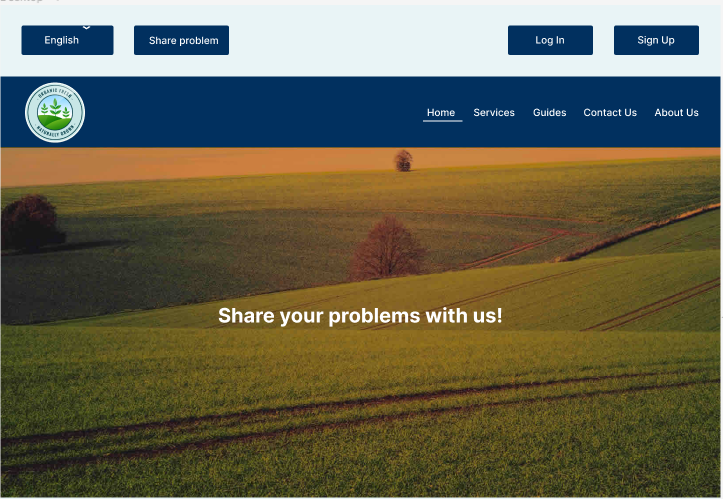 English
Share problem
Log In
Sign Up
ORGANIC FIELD
NATURALLY GROWN
Home
Services
Guides
Contact Us
About Us
Share your problems with us!